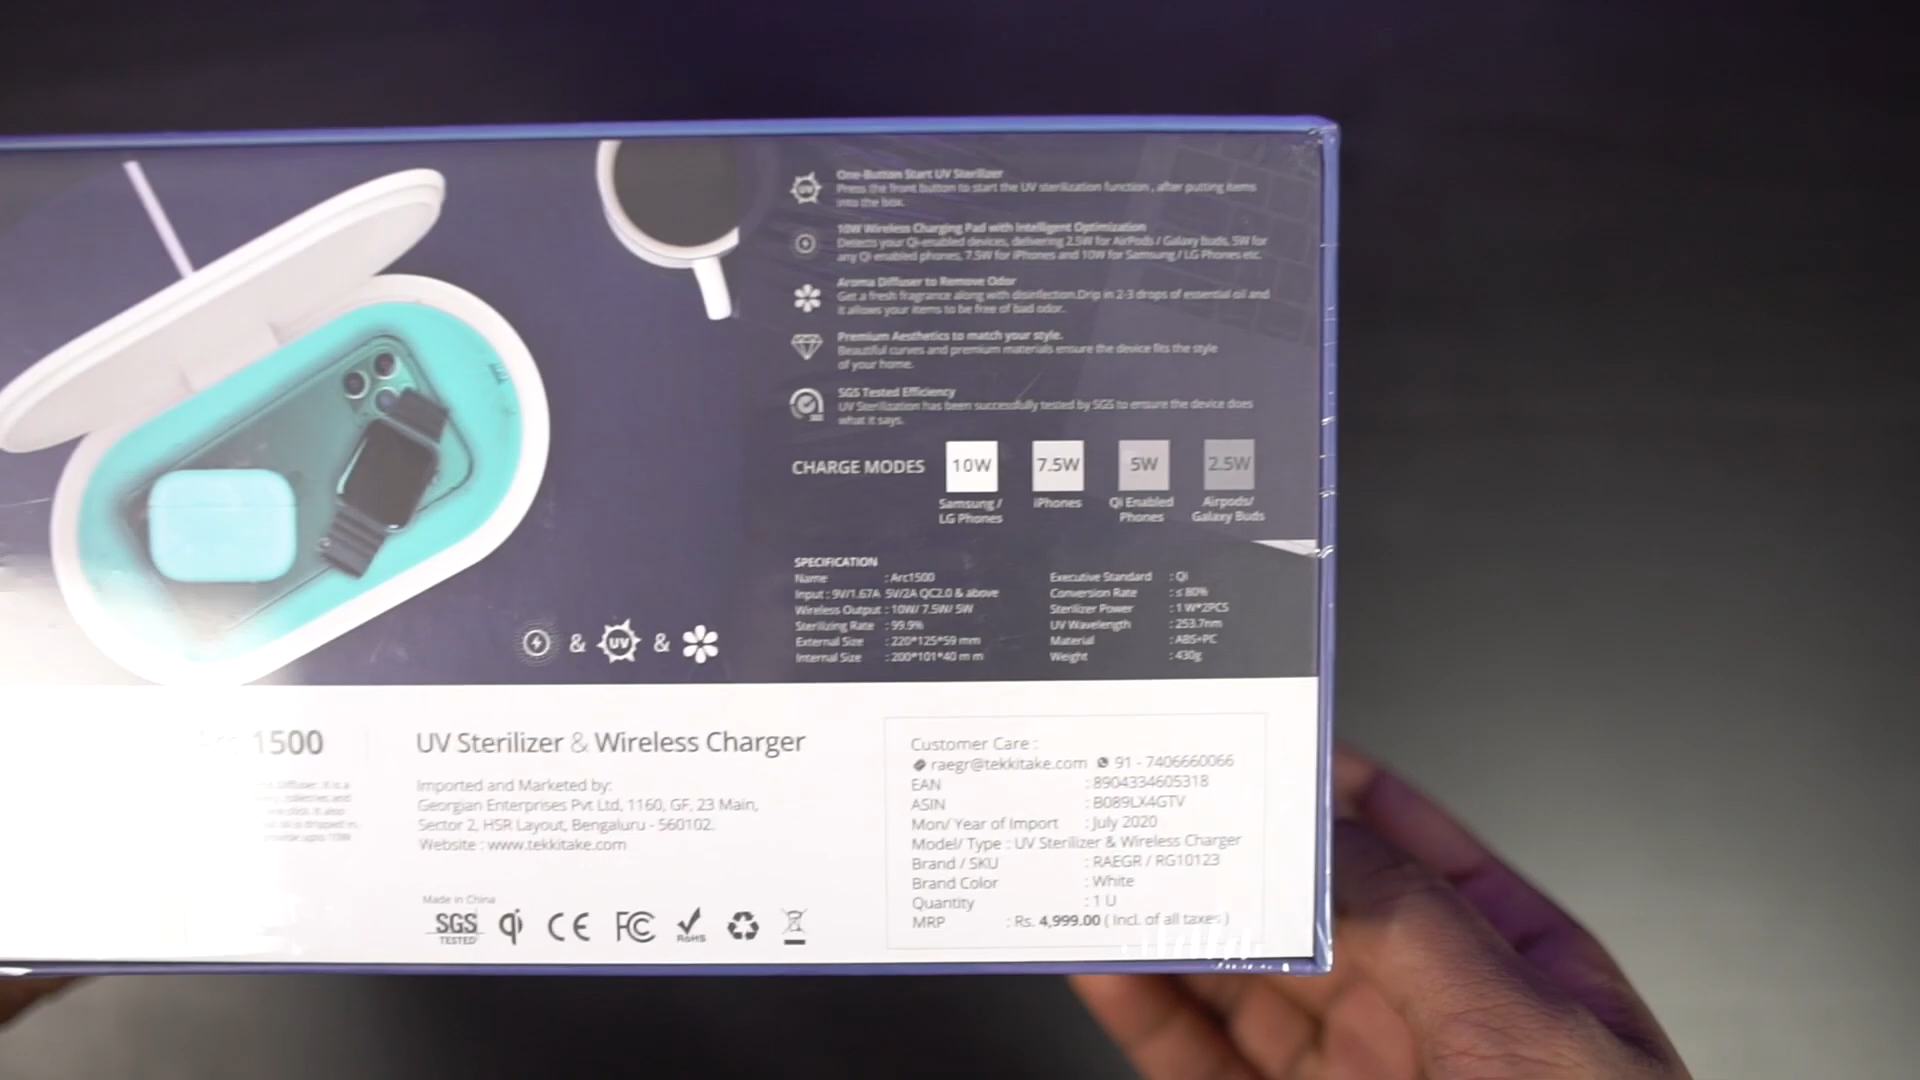 One-Button Start UV Sterilizer
Press the front button to start the UV sterilization function , after putting items
into the box.
10W Wireless Charging Pad with Intelligent Optimization
Detects your Qi-enabled devices, delivering 2.5W for AirPods / Galaxy buds, 5W for
any Qi enabled phones, 7.5W for iPhones and 10W for Samsung / LG Phones etc.
Aroma Diffuser to Remove Odor
Get a fresh fragrance along with disinfection.Drip in 2-3 drops of essential oil and
it allows your items to be free of bad odor.
Premium Aesthetics to match your style.
Beautiful curves and premium materials ensure the device fits the style
of your home.
SGS Tested Efficiency
UV Sterilization has been successfully tested by SGS to ensure the device does
what it says.
CHARGE MODES
10W 7.5W 5W 2.5W
Samsung / LG Phones
iPhones
Qi Enabled Phones
Airpods/ Galaxy Buds
SPECIFICATION
Name : Arc1500
Input : 9V/1.67A 5V/2A QC2.0 & above
Wireless Output : 10W/ 7.5W/ 5W
Sterilizing Rate : 99.9%
External Size : 220*125*59 mm
Internal Size : 200*101*40 m m
Executive Standard : Qi
Conversion Rate : ≤ 80%
Sterilizer Power : 1 W*2PCS
UV Wavelength : 253.7nm
Material : ABS+PC
Weight : 430g
& UV &
1500
UV Sterilizer & Wireless Charger
Imported and Marketed by:
Georgian Enterprises Pvt Ltd, 1160, GF, 23 Main,
Sector 2, HSR Layout, Bengaluru - 560102.
Website : www.tekkitake.com
Made in China
SGS TESTED qi CE FC RoHS
Customer Care :
raegr@tekkitake.com 91 - 7406660066
EAN : 8904334605318
ASIN : B089LX4GTV
Mon/ Year of Import : July 2020
Model/ Type : UV Sterilizer & Wireless Charger
Brand / SKU : RAEGR / RG10123
Brand Color : White
Quantity : 1 U
MRP : Rs. 4,999.00 ( Incl. of all taxes )